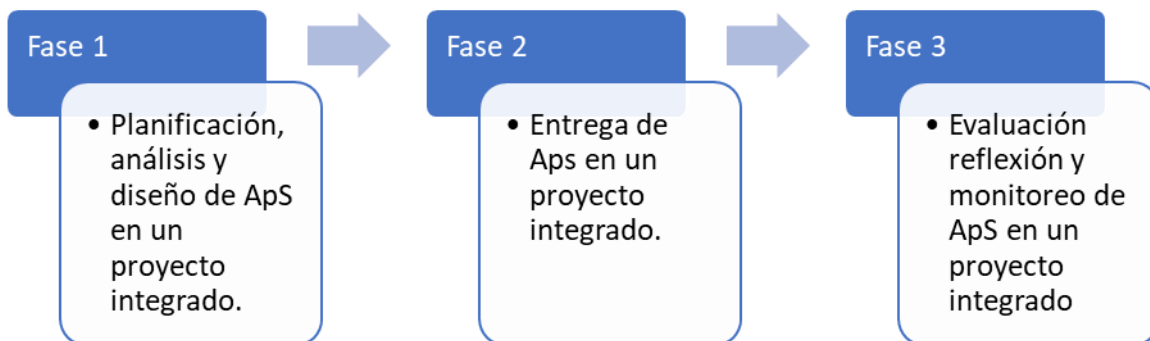 Fase 1
• Planificación,
análisis y
diseño de ApS
en un
proyecto
integrado.
Fase 2
• Entrega de
Aps en un
proyecto
integrado.
Fase 3
• Evaluación
reflexión y
monitoreo de
ApS en un
proyecto
integrado